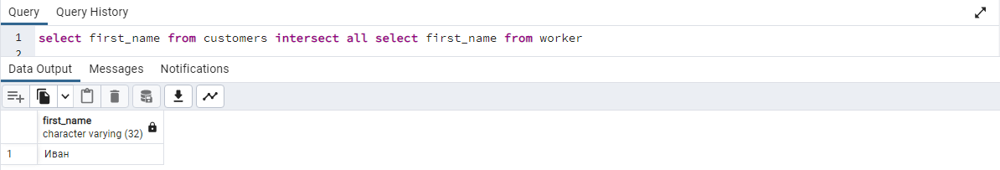 Query Query History
1 select first_name from customers intersect all select first_name from worker
2
Data Output Messages Notifications
first_name
character varying (32)
1 Иван